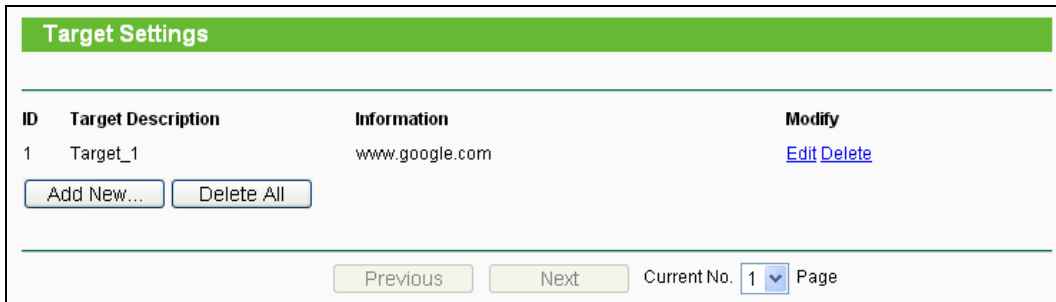 Target Settings
ID Target Description Information Modify
1 Target_1 www.google.com Edit Delete
Add New... Delete All
Previous Next Current No. 1 Page